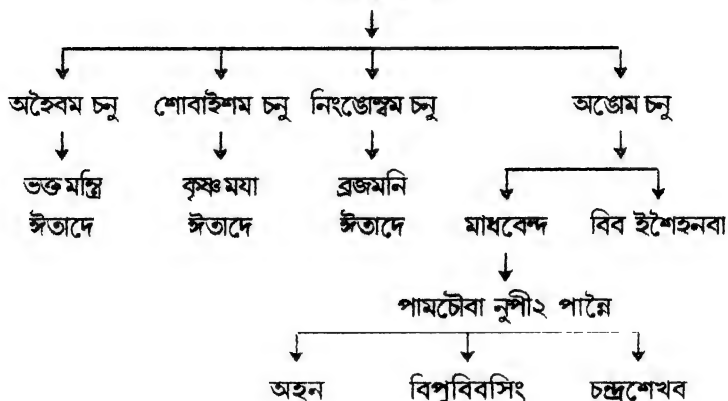 অহৈবম চনু শোবাইশম চনু নিংঙোম্বম চনু অঙোম চনু
ভক্ত মন্ত্রি কৃষ্ণ ময়া ব্রজমনি
ঈতাদে ঈতাদে ঈতাদে মাধবেন্দ বিব ইশৈহনবা
পামচৌবা নুপী২ পান্নৈ
অহন বিপ্রবিবসিং চন্দ্রশেখব